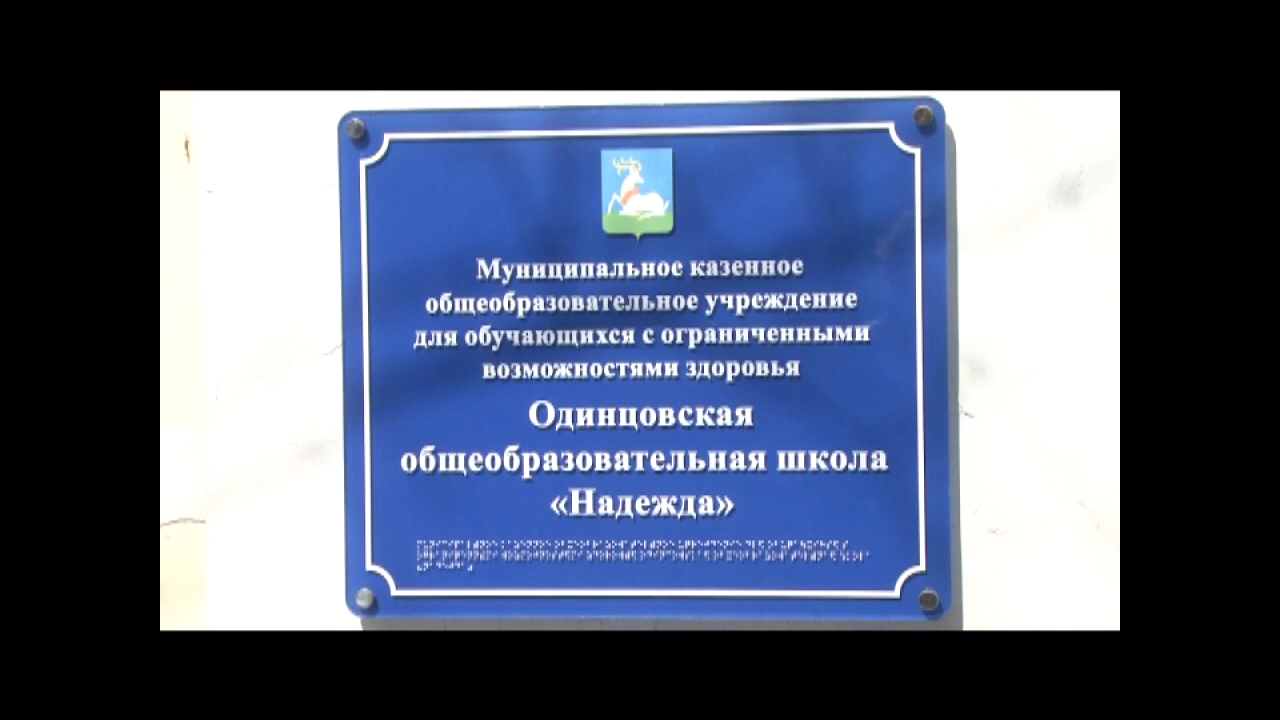 Муниципальное казенное
общеобразовательное учреждение
для обучающихся с ограниченными
возможностями здоровья
Одинцовская
общеобразовательная школа
«Надежда»